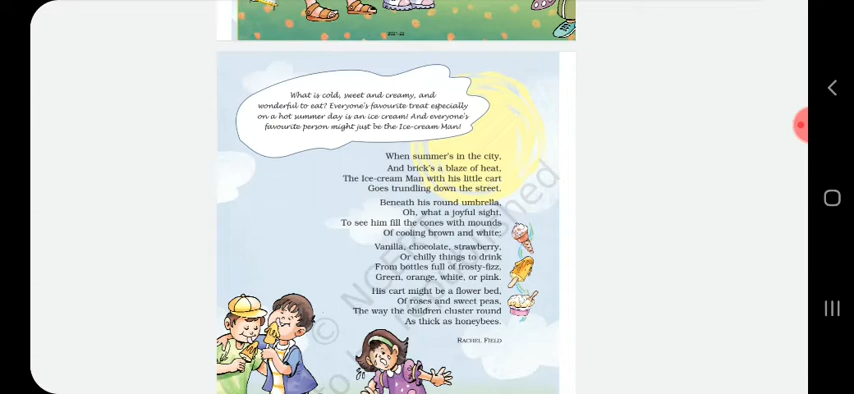 What is cold, sweet and creamy, and
wonderful to eat? Everyone's favourite treat especially
on a hot summer day is an ice cream! And everyone's
favourite person might just be the Ice-cream Man!
When summer's in the city,
And brick's a blaze of heat,
The Ice-cream Man with his little cart
Goes trundling down the street.
Beneath his round umbrella,
Oh, what a joyful sight,
To see him fill the cones with mounds
Of cooling brown and white:
Vanilla, chocolate, strawberry,
Or chilly things to drink
From bottles full of frosty-fizz,
Green, orange, white, or pink.
His cart might be a flower bed,
Of roses and sweet peas,
The way the children cluster round
As thick as honeybees.
RACHEL FIELD